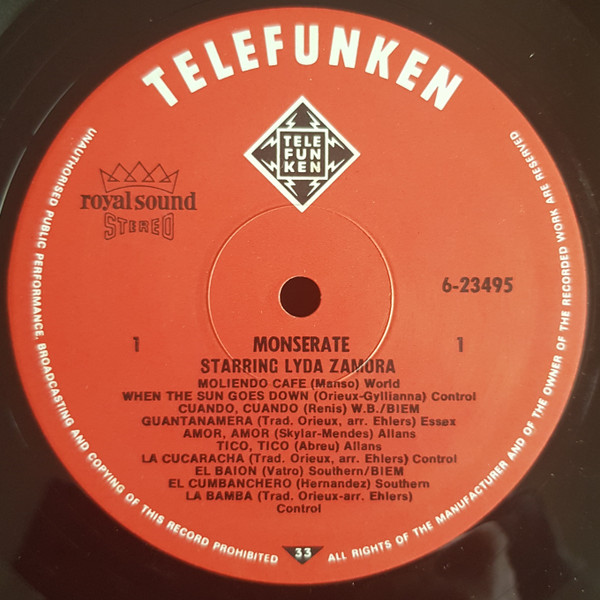 TELEFUNKEN
TELE
FUN
KEN
royal sound
STEREO
6-23495
1 MONSERATE 1
STARRING LYDA ZAMORA
MOLIENDO CAFE (Manso) World
WHEN THE SUN GOES DOWN (Orieux-Gyllianna) Control
CUANDO, CUANDO (Renis) W.B./BIEM
GUANTANAMERA (Trad. Orieux, arr. Ehlers) Essex
AMOR, AMOR (Skylar-Mendes) Allans
TICO, TICO (Abreu) Allans
LA CUCARACHA (Trad. Orieux, arr. Ehlers) Control
EL BAION (Vatro) Southern/BIEM
EL CUMBANCHERO (Hernandez) Southern
LA BAMBA (Trad. Orieux-arr. Ehlers)
Control
33
UNAUTHORISED PUBLIC PERFORMANCE, BROADCASTING AND COPYING OF THIS RECORD PROHIBITED
ALL RIGHTS OF THE MANUFACTURER AND OF THE OWNER OF THE RECORDED WORK ARE RESERVED